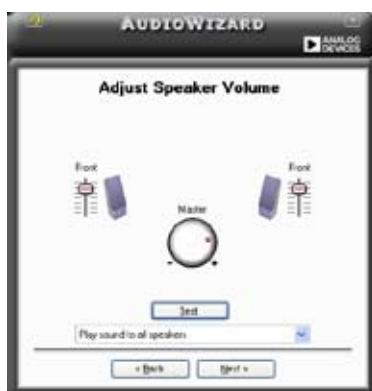 AUDIOWIZARD
ANALOG
DEVICES
Adjust Speaker Volume
Front
Front
Master
- +
Test
Play sound to all speakers
< Back
Next >